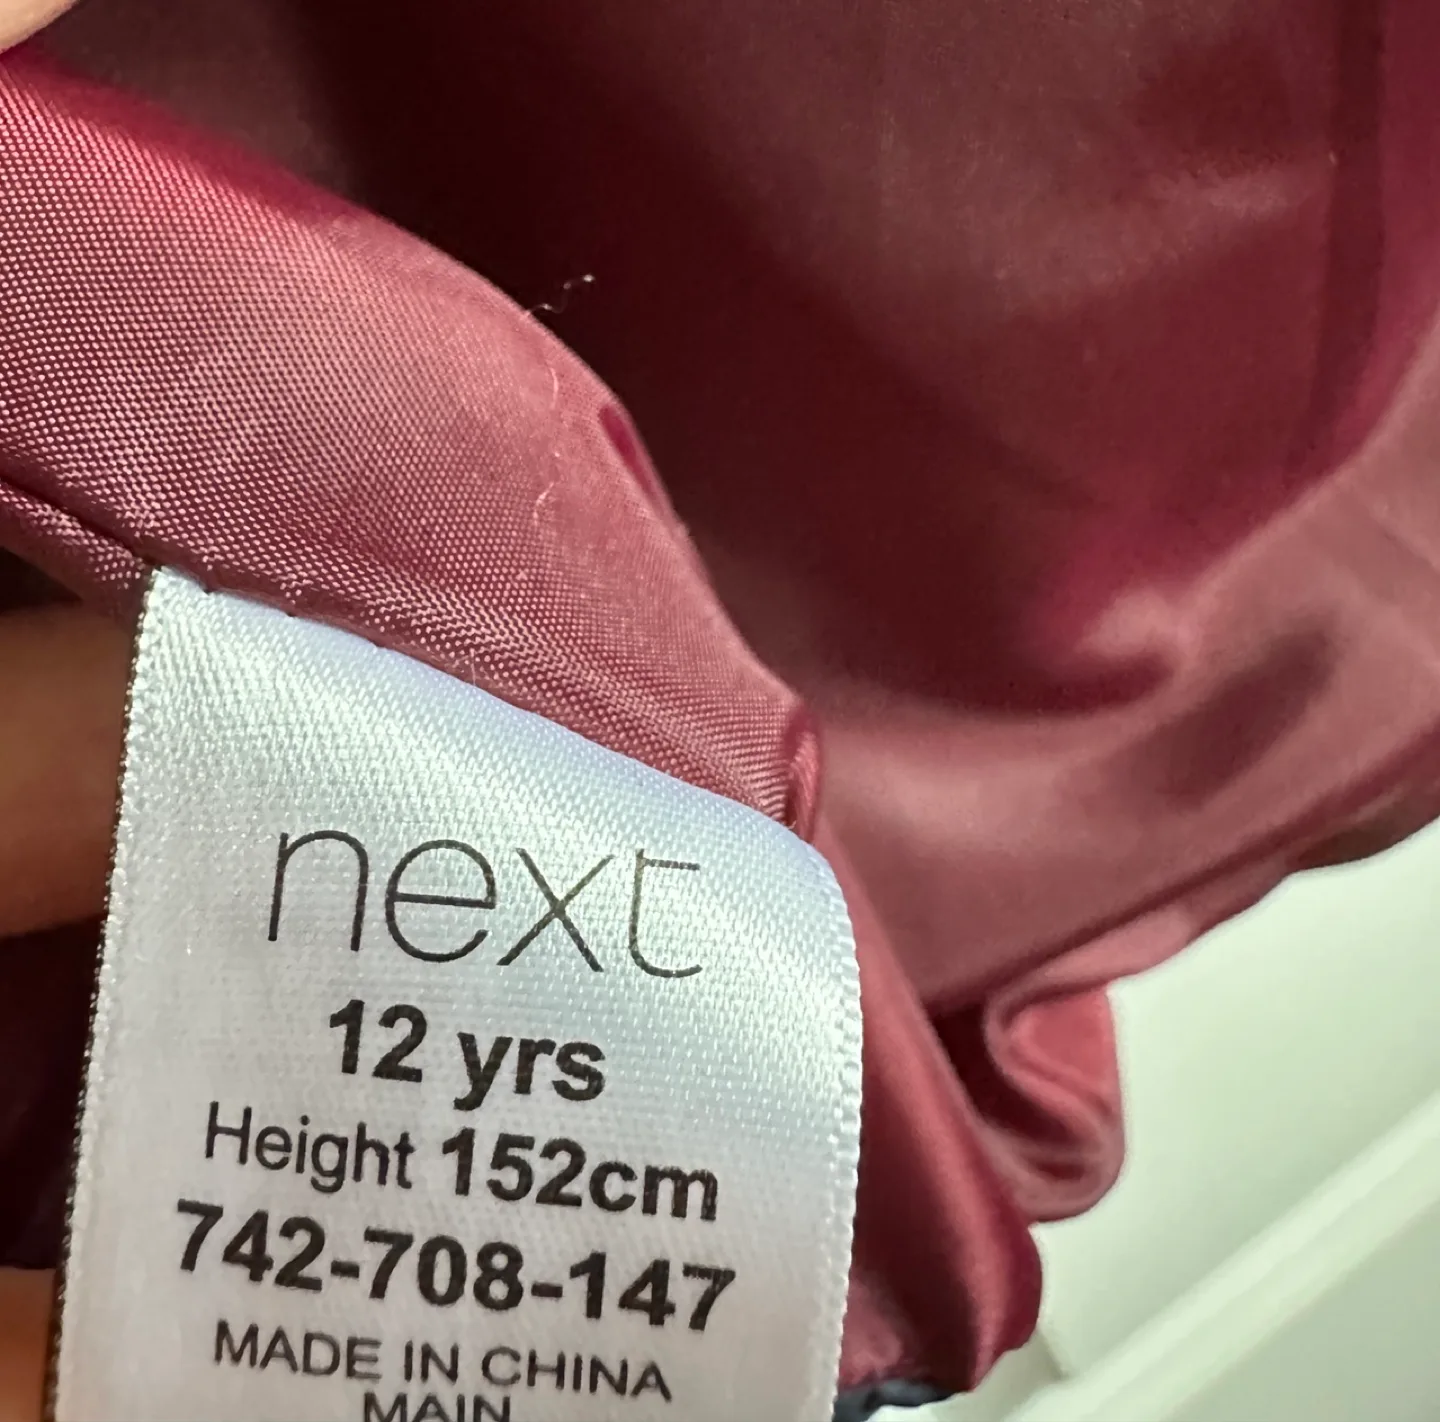 next
12 yrs
Height 152cm
742-708-147
MADE IN CHINA
MAIN